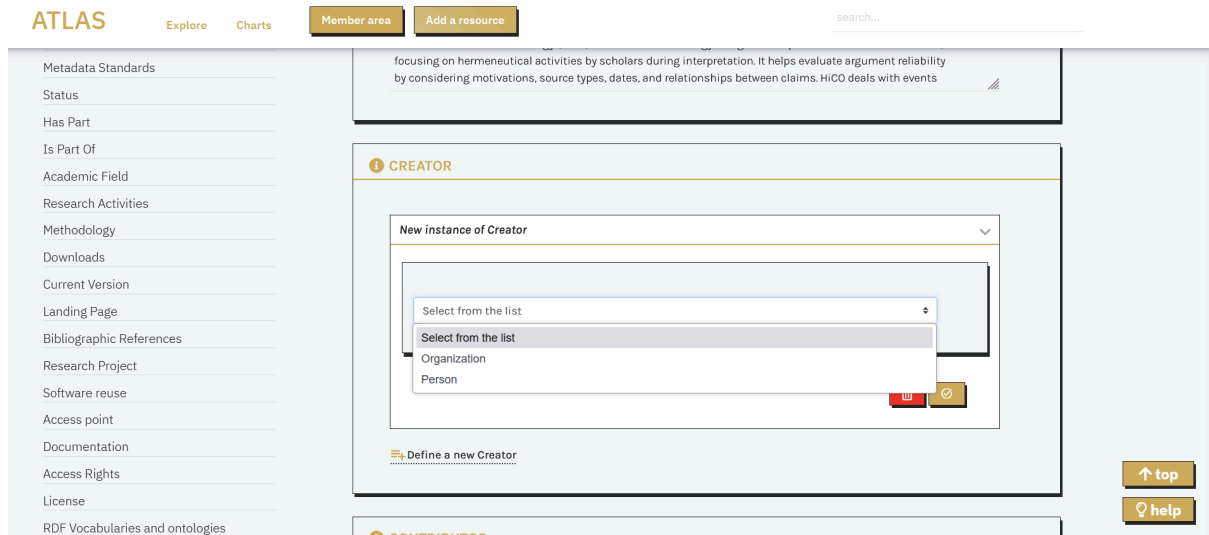 ATLAS
Explore
Charts
Member area
Add a resource
search...
Metadata Standards
Status
Has Part
Is Part Of
Academic Field
Research Activities
Methodology
Downloads
Current Version
Landing Page
Bibliographic References
Research Project
Software reuse
Access point
Documentation
Access Rights
License
RDF Vocabularies and ontologies
focusing on hermeneutical activities by scholars during interpretation. It helps evaluate argument reliability
by considering motivations, source types, dates, and relationships between claims. HiCO deals with events
CREATOR
New instance of Creator
Select from the list
Select from the list
Organization
Person
Define a new Creator
CONTRIBUTOR
top
help